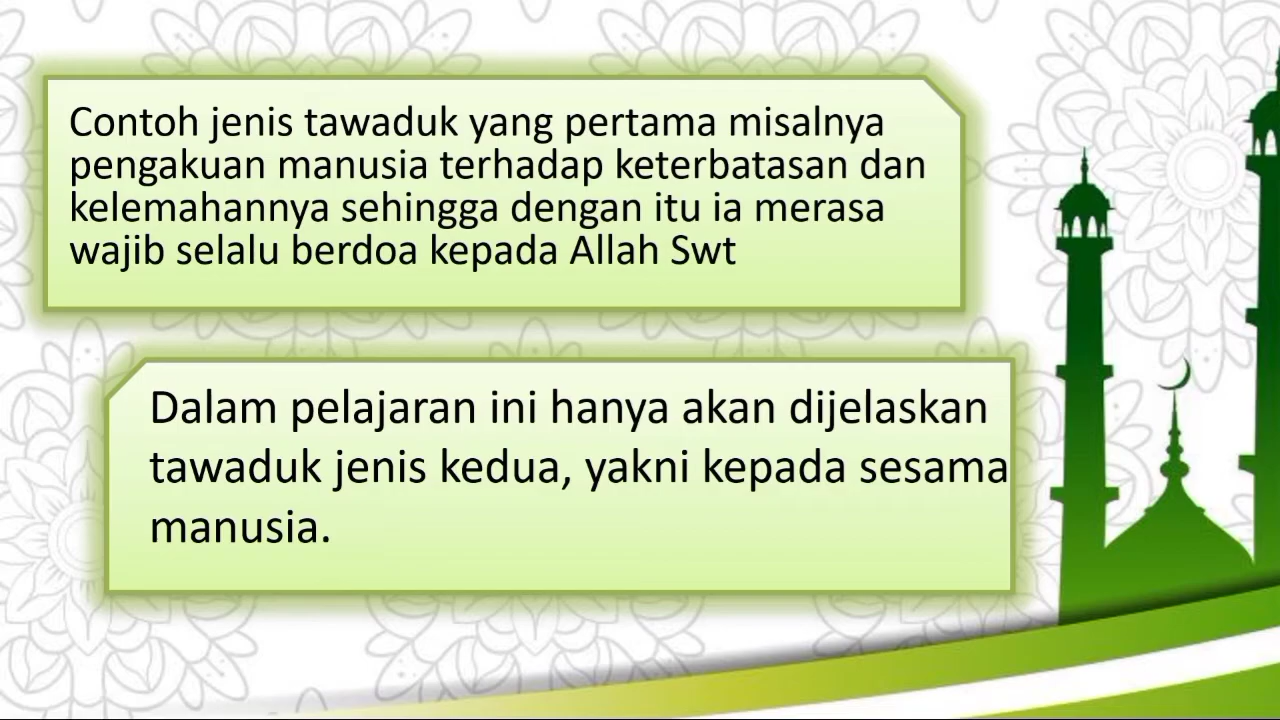 Contoh jenis tawaduk yang pertama misalnya
pengakuan manusia terhadap keterbatasan dan
kelemahannya sehingga dengan itu ia merasa
wajib selalu berdoa kepada Allah Swt
Dalam pelajaran ini hanya akan dijelaskan
tawaduk jenis kedua, yakni kepada sesama
manusia.